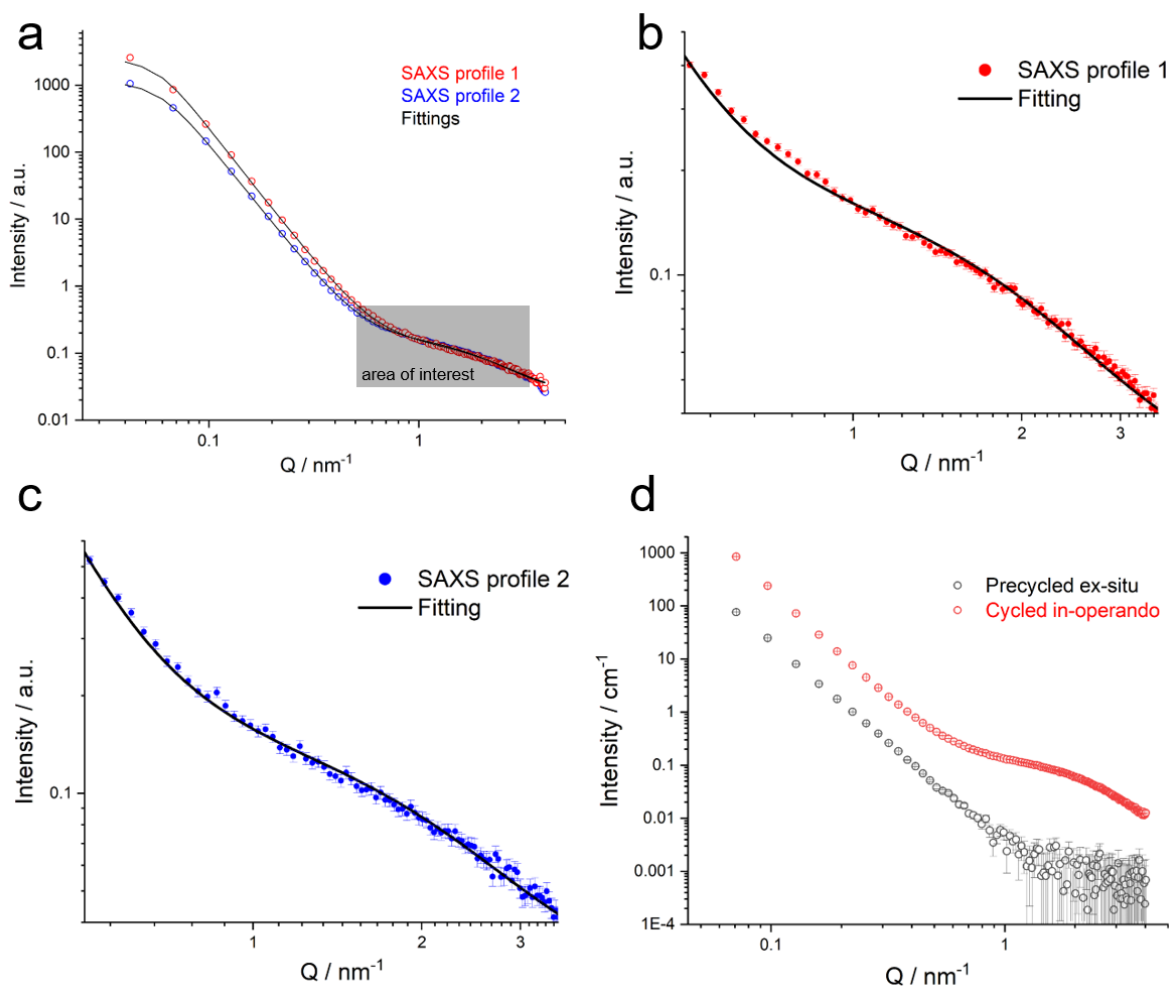 a
SAXS profile 1
SAXS profile 2
Fittings
area of interest
1000
100
10
1
0.1
0.01
0.1
1
Intensity / a.u.
Q / nm⁻¹
b
SAXS profile 1
Fitting
0.1
1
2
3
Intensity / a.u.
Q / nm⁻¹
c
SAXS profile 2
Fitting
0.1
1
2
3
Intensity / a.u.
Q / nm⁻¹
d
Precycled ex-situ
Cycled in-operando
1000
100
10
1
0.1
0.01
0.001
1E-4
0.1
1
Intensity / cm⁻¹
Q / nm⁻¹